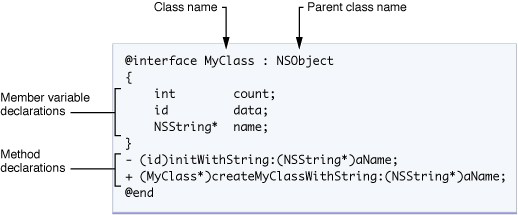 Class name
Parent class name
@interface MyClass : NSObject
{
int count;
id data;
NSString* name;
}
- (id)initWithString:(NSString*)aName;
+ (MyClass*)createMyClassWithString:(NSString*)aName;
@end
Member variable
declarations
Method
declarations